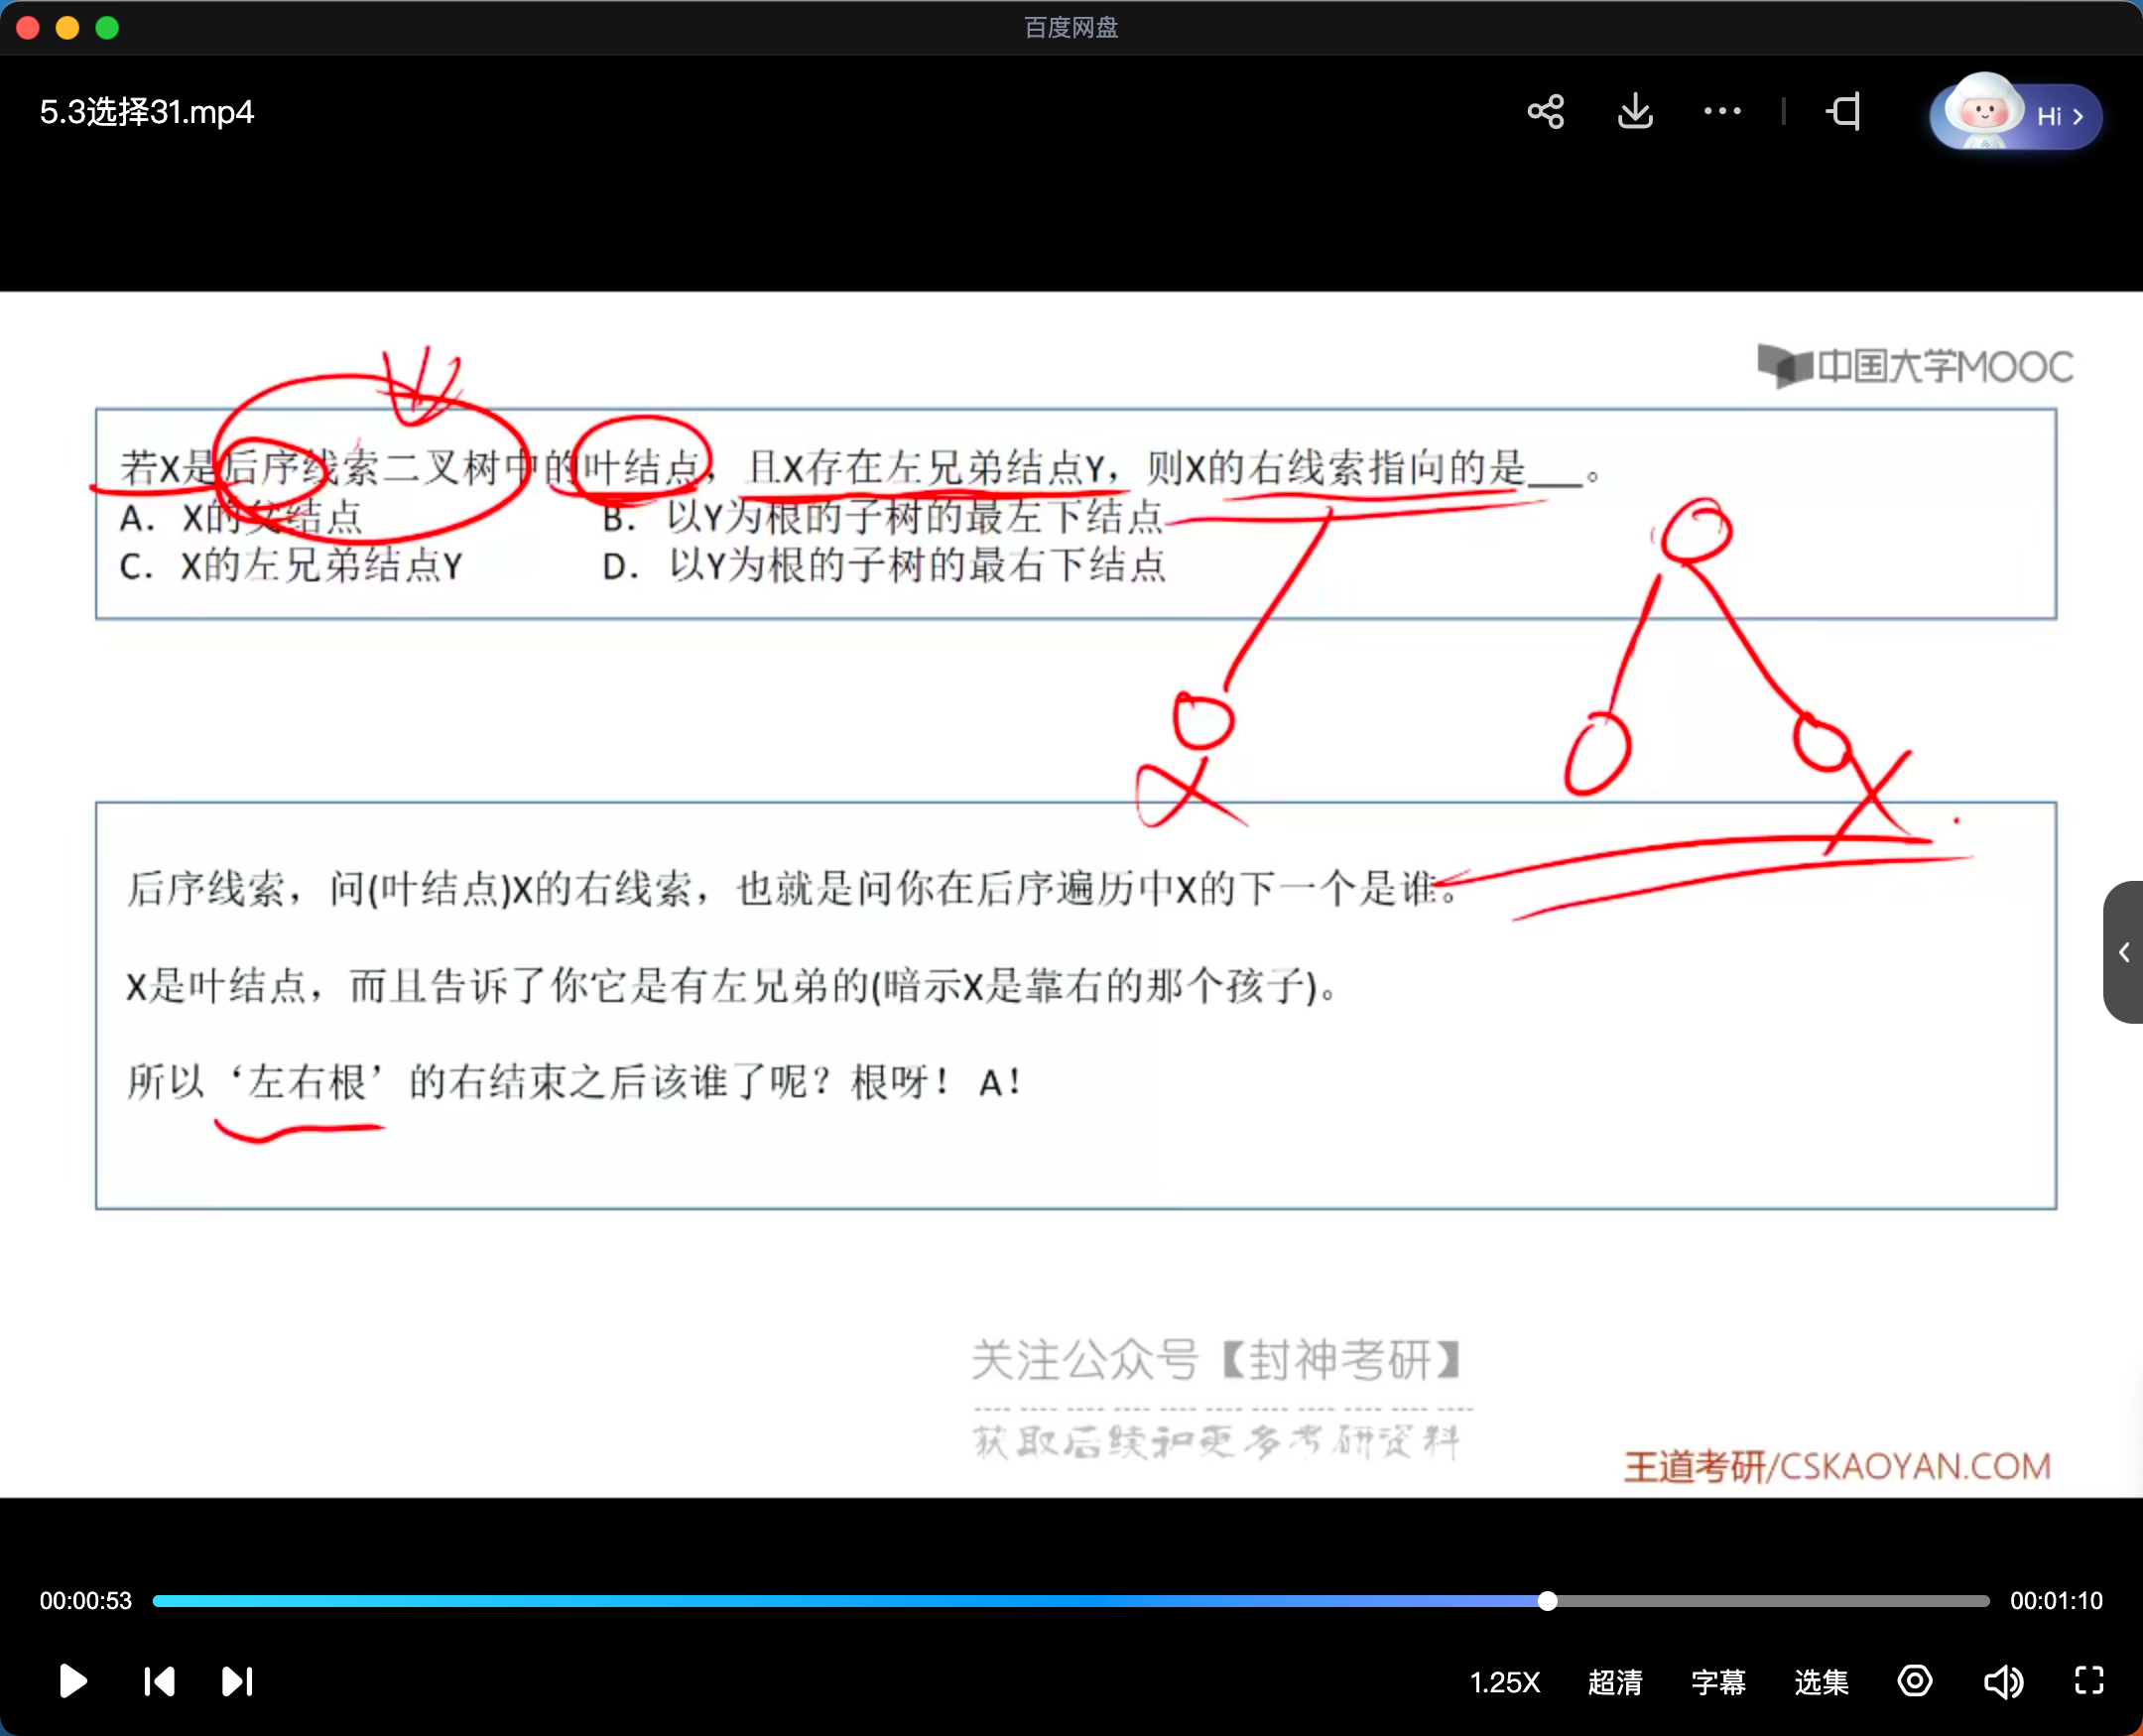 百度网盘
5.3选择31.mp4
Hi
中国大学MOOC
若X是后序线索二叉树中的叶结点，且X存在左兄弟结点Y，则X的右线索指向的是___。
A. X的父结点 B. 以Y为根的子树的最左下结点
C. X的左兄弟结点Y D. 以Y为根的子树的最右下结点
X
X
后序线索，问(叶结点)X的右线索，也就是问你在后序遍历中X的下一个是谁。
X是叶结点，而且告诉了你它是有左兄弟的(暗示X是靠右的那个孩子)。
所以‘左右根’的右结束之后该谁了呢？根呀！A！
关注公众号【封神考研】
获取后续和更多考研资料
王道考研/CSKAOYAN.COM
00:00:53 00:01:10
1.25X 超清 字幕 选集